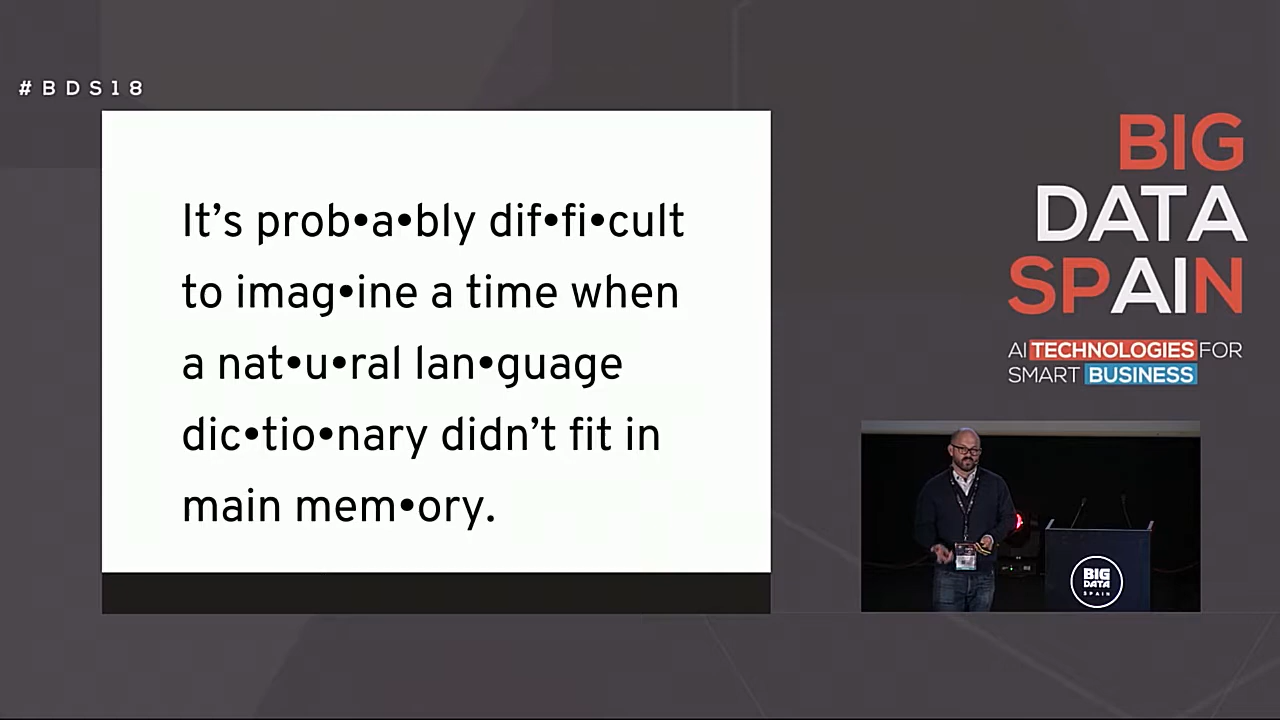 #BDS18
It’s prob•a•bly dif•fi•cult
to imag•ine a time when
a nat•u•ral lan•guage
dic•tio•nary didn’t fit in
main mem•ory.
BIG
DATA
SPAIN
AI TECHNOLOGIES FOR
SMART BUSINESS
BIG
DATA
SPAIN